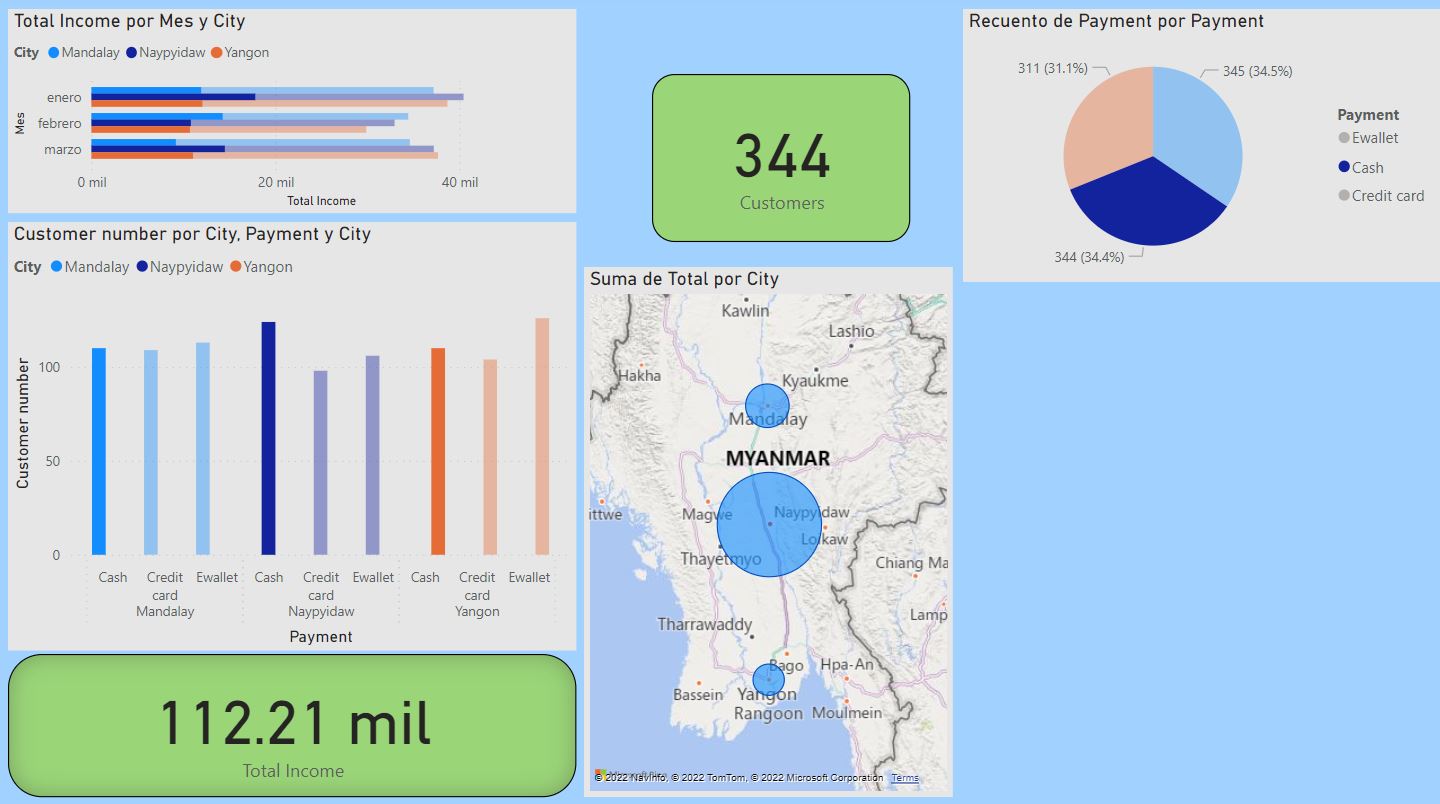 Total Income por Mes y City
City Mandalay Naypyidaw Yangon
Mes
enero
febrero
marzo
0 mil 20 mil 40 mil
Total Income
344
Customers
Recuento de Payment por Payment
311 (31.1%)
345 (34.5%)
344 (34.4%)
Payment
Ewallet
Cash
Credit card
Customer number por City, Payment y City
City Mandalay Naypyidaw Yangon
Customer number
100
50
0
Cash Credit card Ewallet Cash Credit card Ewallet Cash Credit card Ewallet
Mandalay Naypyidaw Yangon
Payment
112.21 mil
Total Income
Suma de Total por City
Kawlin
Lashio
Hakha
Kyaukme
Mandalay
MYANMAR
ittwe
Magwe
Naypyidaw
Loikaw
Thayetmyo
Chiang Ma
Lamp
Tharrawaddy
Bago
Hpa-An
Bassein
Yangon
Rangoon
Moulmein
© 2022 NavInfo, © 2022 TomTom, © 2022 Microsoft Corporation Terms